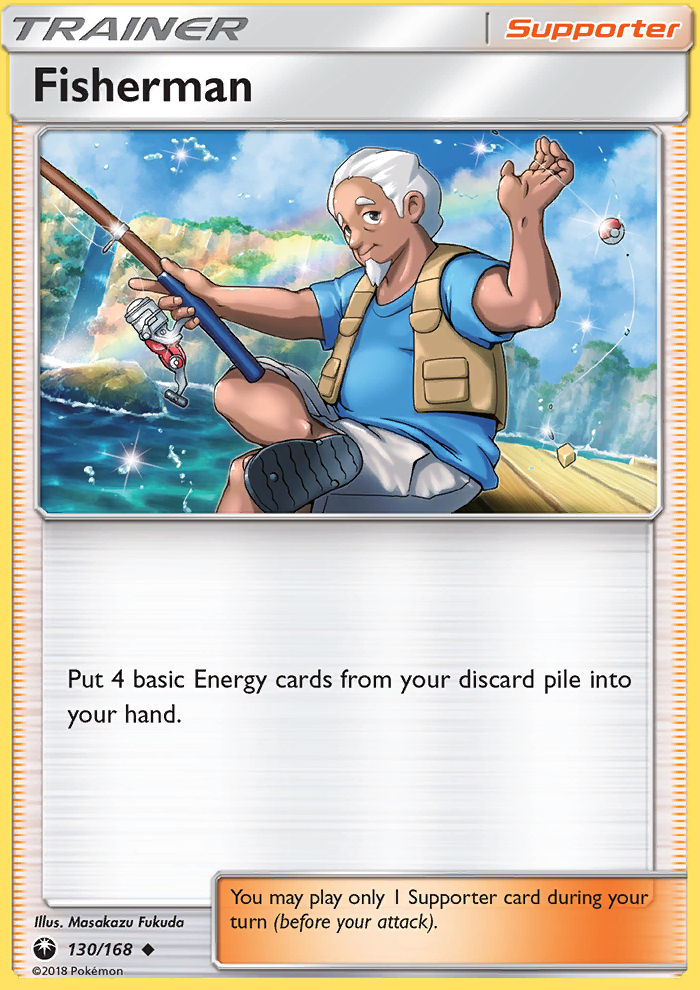 TRAINER
Supporter
Fisherman
Put 4 basic Energy cards from your discard pile into
your hand.
You may play only 1 Supporter card during your
turn (before your attack).
Illus. Masakazu Fukuda
130/168
©2018 Pokémon